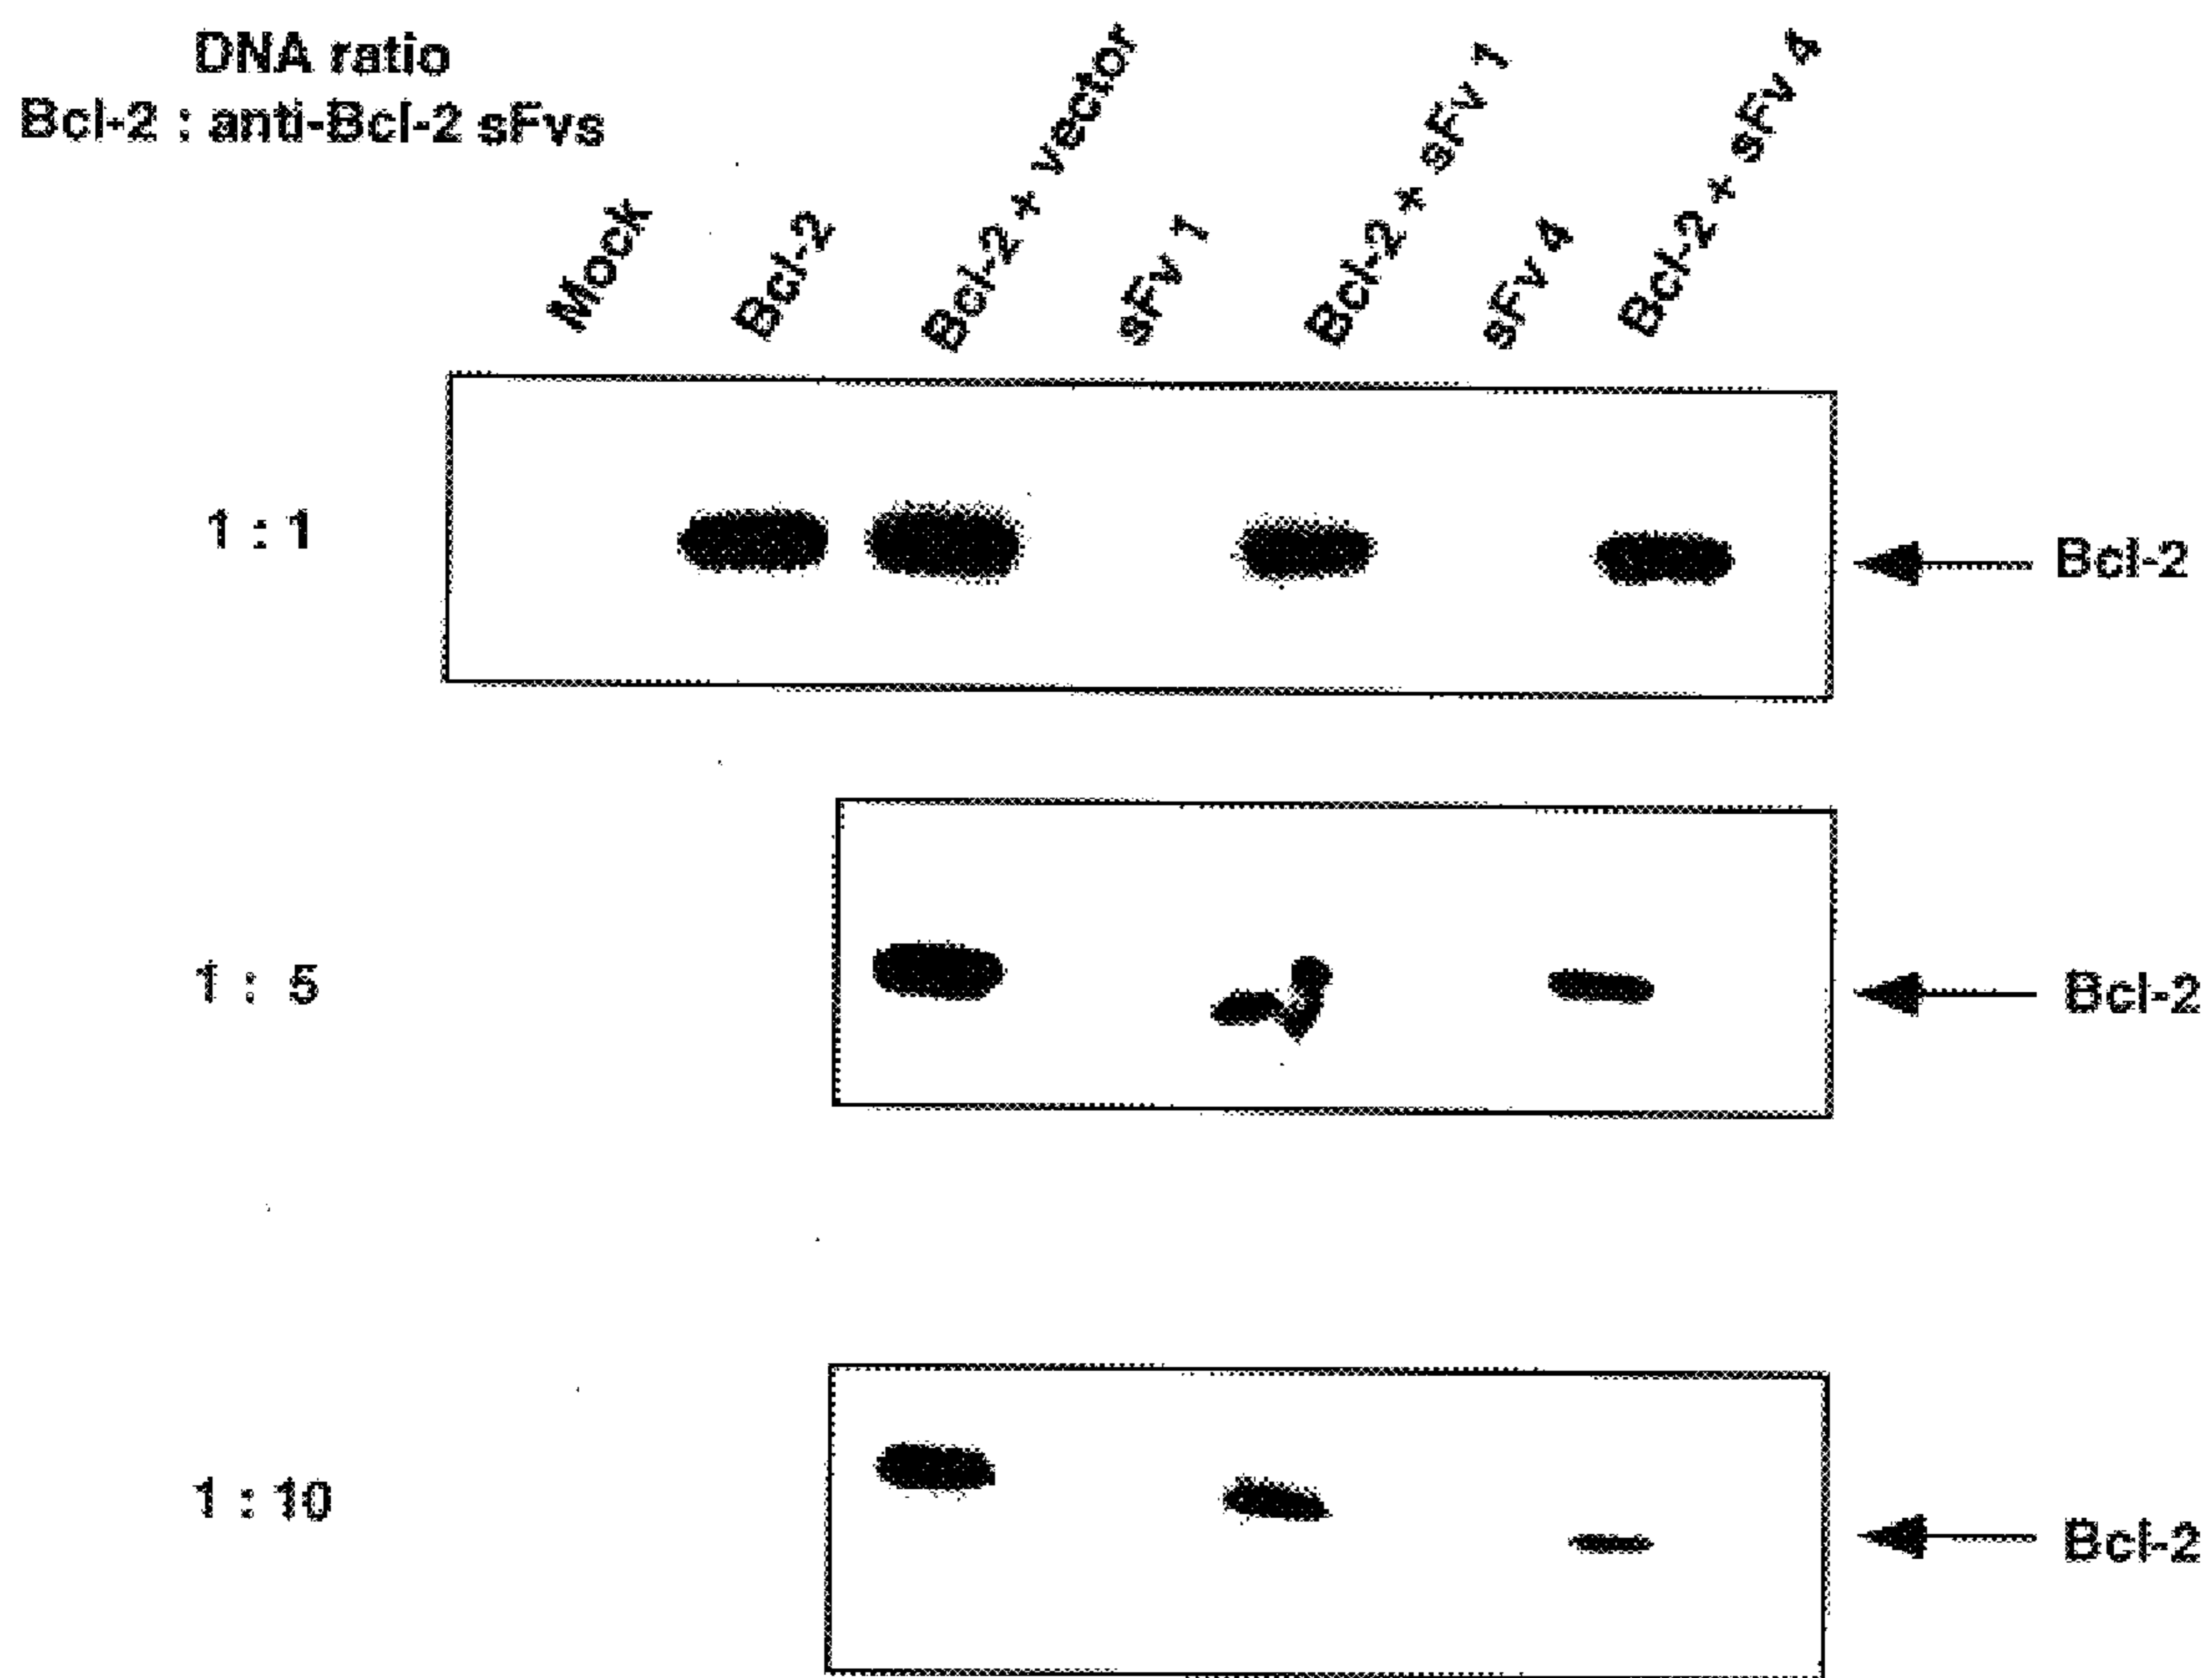 DNA ratio
Bcl-2 : anti-Bcl-2 sFvs
Mock
Bcl-2
Bcl-2 + vector
sFv 1
Bcl-2 + sFv 1
sFv 4
Bcl-2 + sFv 4
1 : 1
Bcl-2
1 : 5
Bcl-2
1 : 10
Bcl-2